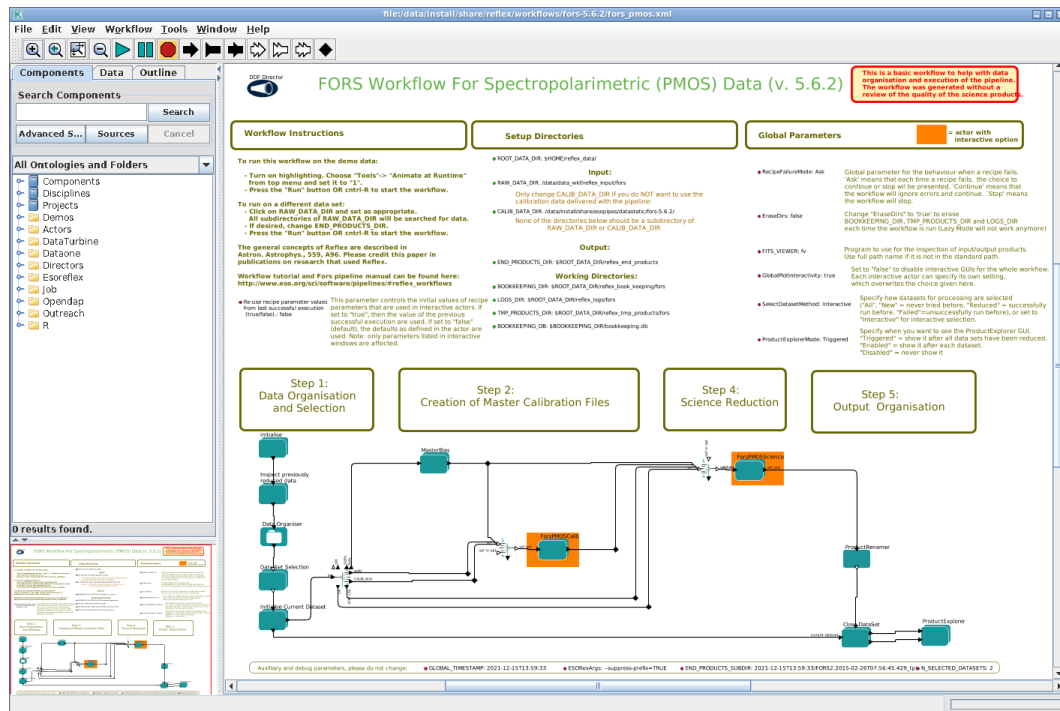 file:/data/install/share/reflex/workflows/fors-5.6.2/fors_pmos.xml
File Edit View Workflow Tools Window Help
Components Data Outline
Search Components
Search
Advanced S... Sources Cancel
All Ontologies and Folders
Components
Disciplines
Projects
Demos
Actors
DataTurbine
Dataone
Directors
Esoreflex
Job
Opendap
Outreach
R
0 results found.
DDF Director
FORS Workflow For Spectropolarimetric (PMOS) Data (v. 5.6.2)
This is a basic workflow to help with data
organisation and execution of the pipeline.
The workflow was generated without a
review of the quality of the science products.
Workflow Instructions
To run this workflow on the demo data:
- Turn on highlighting. Choose "Tools"-> "Animate at Runtime"
from top menu and set it to "1".
- Press the "Run" button OR cntrl-R to start the workflow.
To run on a different data set:
- Click on RAW_DATA_DIR and set as appropriate.
All subdirectories of RAW_DATA_DIR will be searched for data.
- If desired, change END_PRODUCTS_DIR.
- Press the "Run" button OR cntrl-R to start the workflow.
The general concepts of Reflex are described in
Astron. Astrophys., 559, A96. Please credit this paper in
publications on research that used Reflex.
Workflow tutorial and Fors pipeline manual can be found here:
http://www.eso.org/sci/software/pipelines/#reflex_workflows
Re-use recipe parameter values
from last successful execution
(true/false).: false
This parameter controls the initial values of recipe
parameters that are used in interactive actors. If
set to "true", then the value of the previous
successful execution are used. If set to "false"
(default), the defaults as defined in the actor are
used. Note: only parameters listed in interactive
windows are affected.
Setup Directories
ROOT_DATA_DIR: $HOME/reflex_data/
Input:
RAW_DATA_DIR: /data/data_wkf/reflex_input/fors
Only change CALIB_DATA_DIR if you do NOT want to use the
calibration data delivered with the pipeline:
CALIB_DATA_DIR: /data/install/share/esopipes/datastatic/fors-5.6.2/
None of the directories below should be a subdirectory of
RAW_DATA_DIR or CALIB_DATA_DIR
Output:
END_PRODUCTS_DIR: $ROOT_DATA_DIR/reflex_end_products
Working Directories:
BOOKKEEPING_DIR: $ROOT_DATA_DIR/reflex_book_keeping/fors
LOGS_DIR: $ROOT_DATA_DIR/reflex_logs/fors
TMP_PRODUCTS_DIR: $ROOT_DATA_DIR/reflex_tmp_products/fors
BOOKKEEPING_DB: $BOOKKEEPING_DIR/bookkeeping.db
Global Parameters
= actor with
interactive option
RecipeFailureMode: Ask
Global parameter for the behaviour when a recipe fails.
'Ask' means that each time a recipe fails, the choice to
continue or stop wil be presented. 'Continue' means that
the workflow will ignore errors and continue. `Stop' means
the workflow will stop.
EraseDirs: false
Change "EraseDirs" to 'true' to erase
BOOKKEEPING_DIR, TMP_PRODUCTS_DIR and LOGS_DIR
each time the workflow is run (Lazy Mode will not work anymore)
FITS_VIEWER: fv
Program to use for the inspection of input/output products.
Use full path name if it is not in the standard path.
GlobalPlotInteractivity: true
Set to "false" to disable interactive GUIs for the whole workflow.
Each interactive actor can specify its own setting,
which overwrites the choice given here.
SelectDatasetMethod: Interactive
Specify how datasets for processing are selected
("All", "New" = never tried before, "Reduced" = successfully
run before. "Failed"=unsuccessfully run before), or set to
"Interactive" for interactive selection.
ProductExplorerMode: Triggered
Specify when you want to see the ProductExplorer GUI.
"Triggered" = show it after all data sets have been reduced.
"Enabled" = show it after each dataset.
"Disabled" = never show it
Step 1:
Data Organisation
and Selection
Step 2:
Creation of Master Calibration Files
Step 4:
Science Reduction
Step 5:
Output Organisation
Initialise
Inspect previously
reduced data
Data Organiser
DataSet Selection
Initialise Current Dataset
MasterBias
CALIB_AUX
ForsPMOSCalib
ForsPMOSScience
ProductRenamer
Close DataSet
ProductExplorer
Auxiliary and debug parameters, please do not change:
GLOBAL_TIMESTAMP: 2021-12-15T13:59:33
ESORexArgs: --suppress-prefix=TRUE
END_PRODUCTS_SUBDIR: 2021-12-15T13:59:33/FORS2.2015-02-26T07:56:45.429_tpl
N_SELECTED_DATASETS: 2